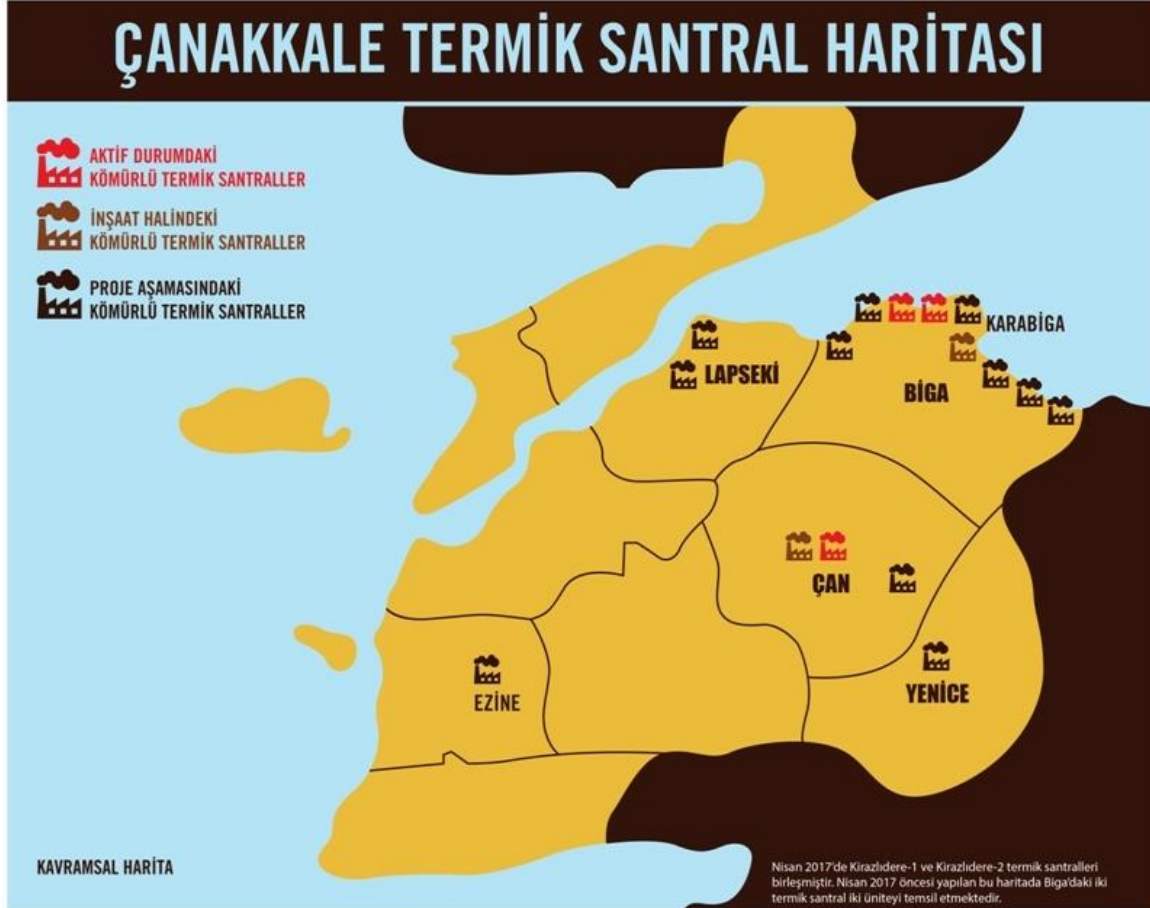 ÇANAKKALE TERMİK SANTRAL HARİTASI
AKTİF DURUMDAKİ
KÖMÜRLÜ TERMİK SANTRALLER
İNŞAAT HALİNDEKİ
KÖMÜRLÜ TERMİK SANTRALLER
PROJE AŞAMASINDAKİ
KÖMÜRLÜ TERMİK SANTRALLER
KARABİGA
LAPSEKİ
BİGA
ÇAN
EZİNE
YENİCE
KAVRAMSAL HARİTA
Nisan 2017'de Kirazlıdere-1 ve Kirazlıdere-2 termik santralleri
birleşmiştir. Nisan 2017 öncesi yapılan bu haritada Biga'daki iki
termik santral iki üniteyi temsil etmektedir.